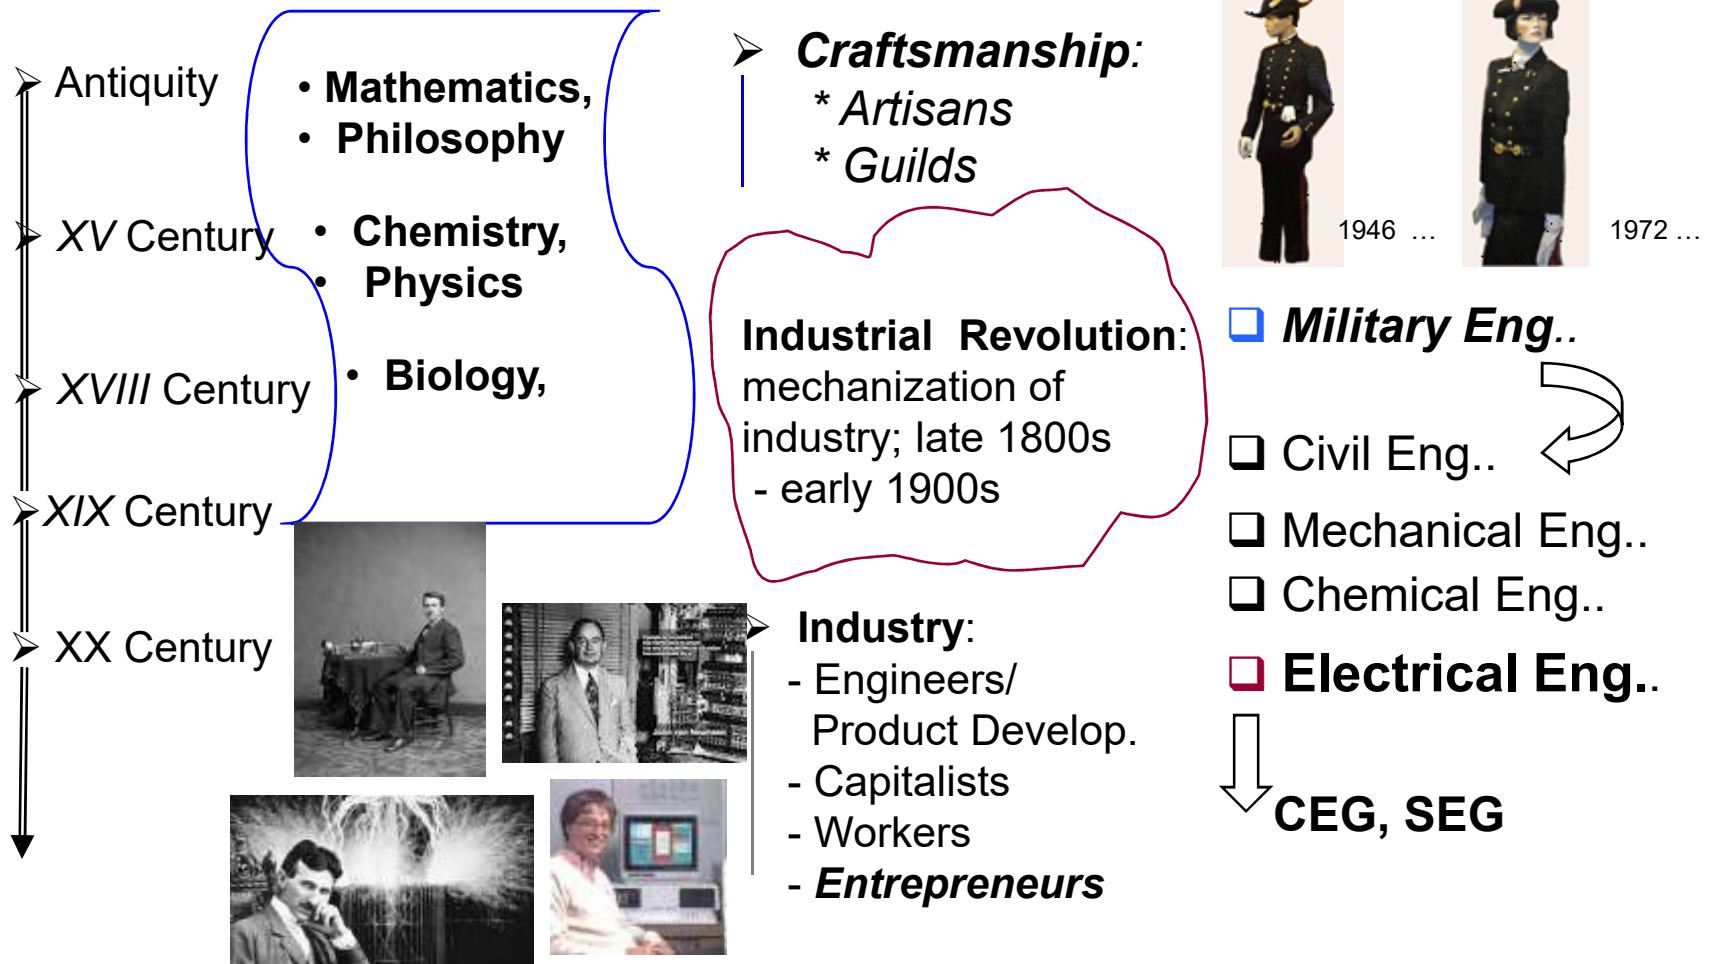 Antiquity
XV Century
XVIII Century
XIX Century
XX Century
• Mathematics,
• Philosophy
• Chemistry,
• Physics
• Biology,
Craftsmanship:
* Artisans
* Guilds
Industrial Revolution:
mechanization of
industry; late 1800s
- early 1900s
Industry:
- Engineers/
Product Develop.
- Capitalists
- Workers
- Entrepreneurs
1946 ...
1972 ...
Military Eng..
Civil Eng..
Mechanical Eng..
Chemical Eng..
Electrical Eng..
CEG, SEG